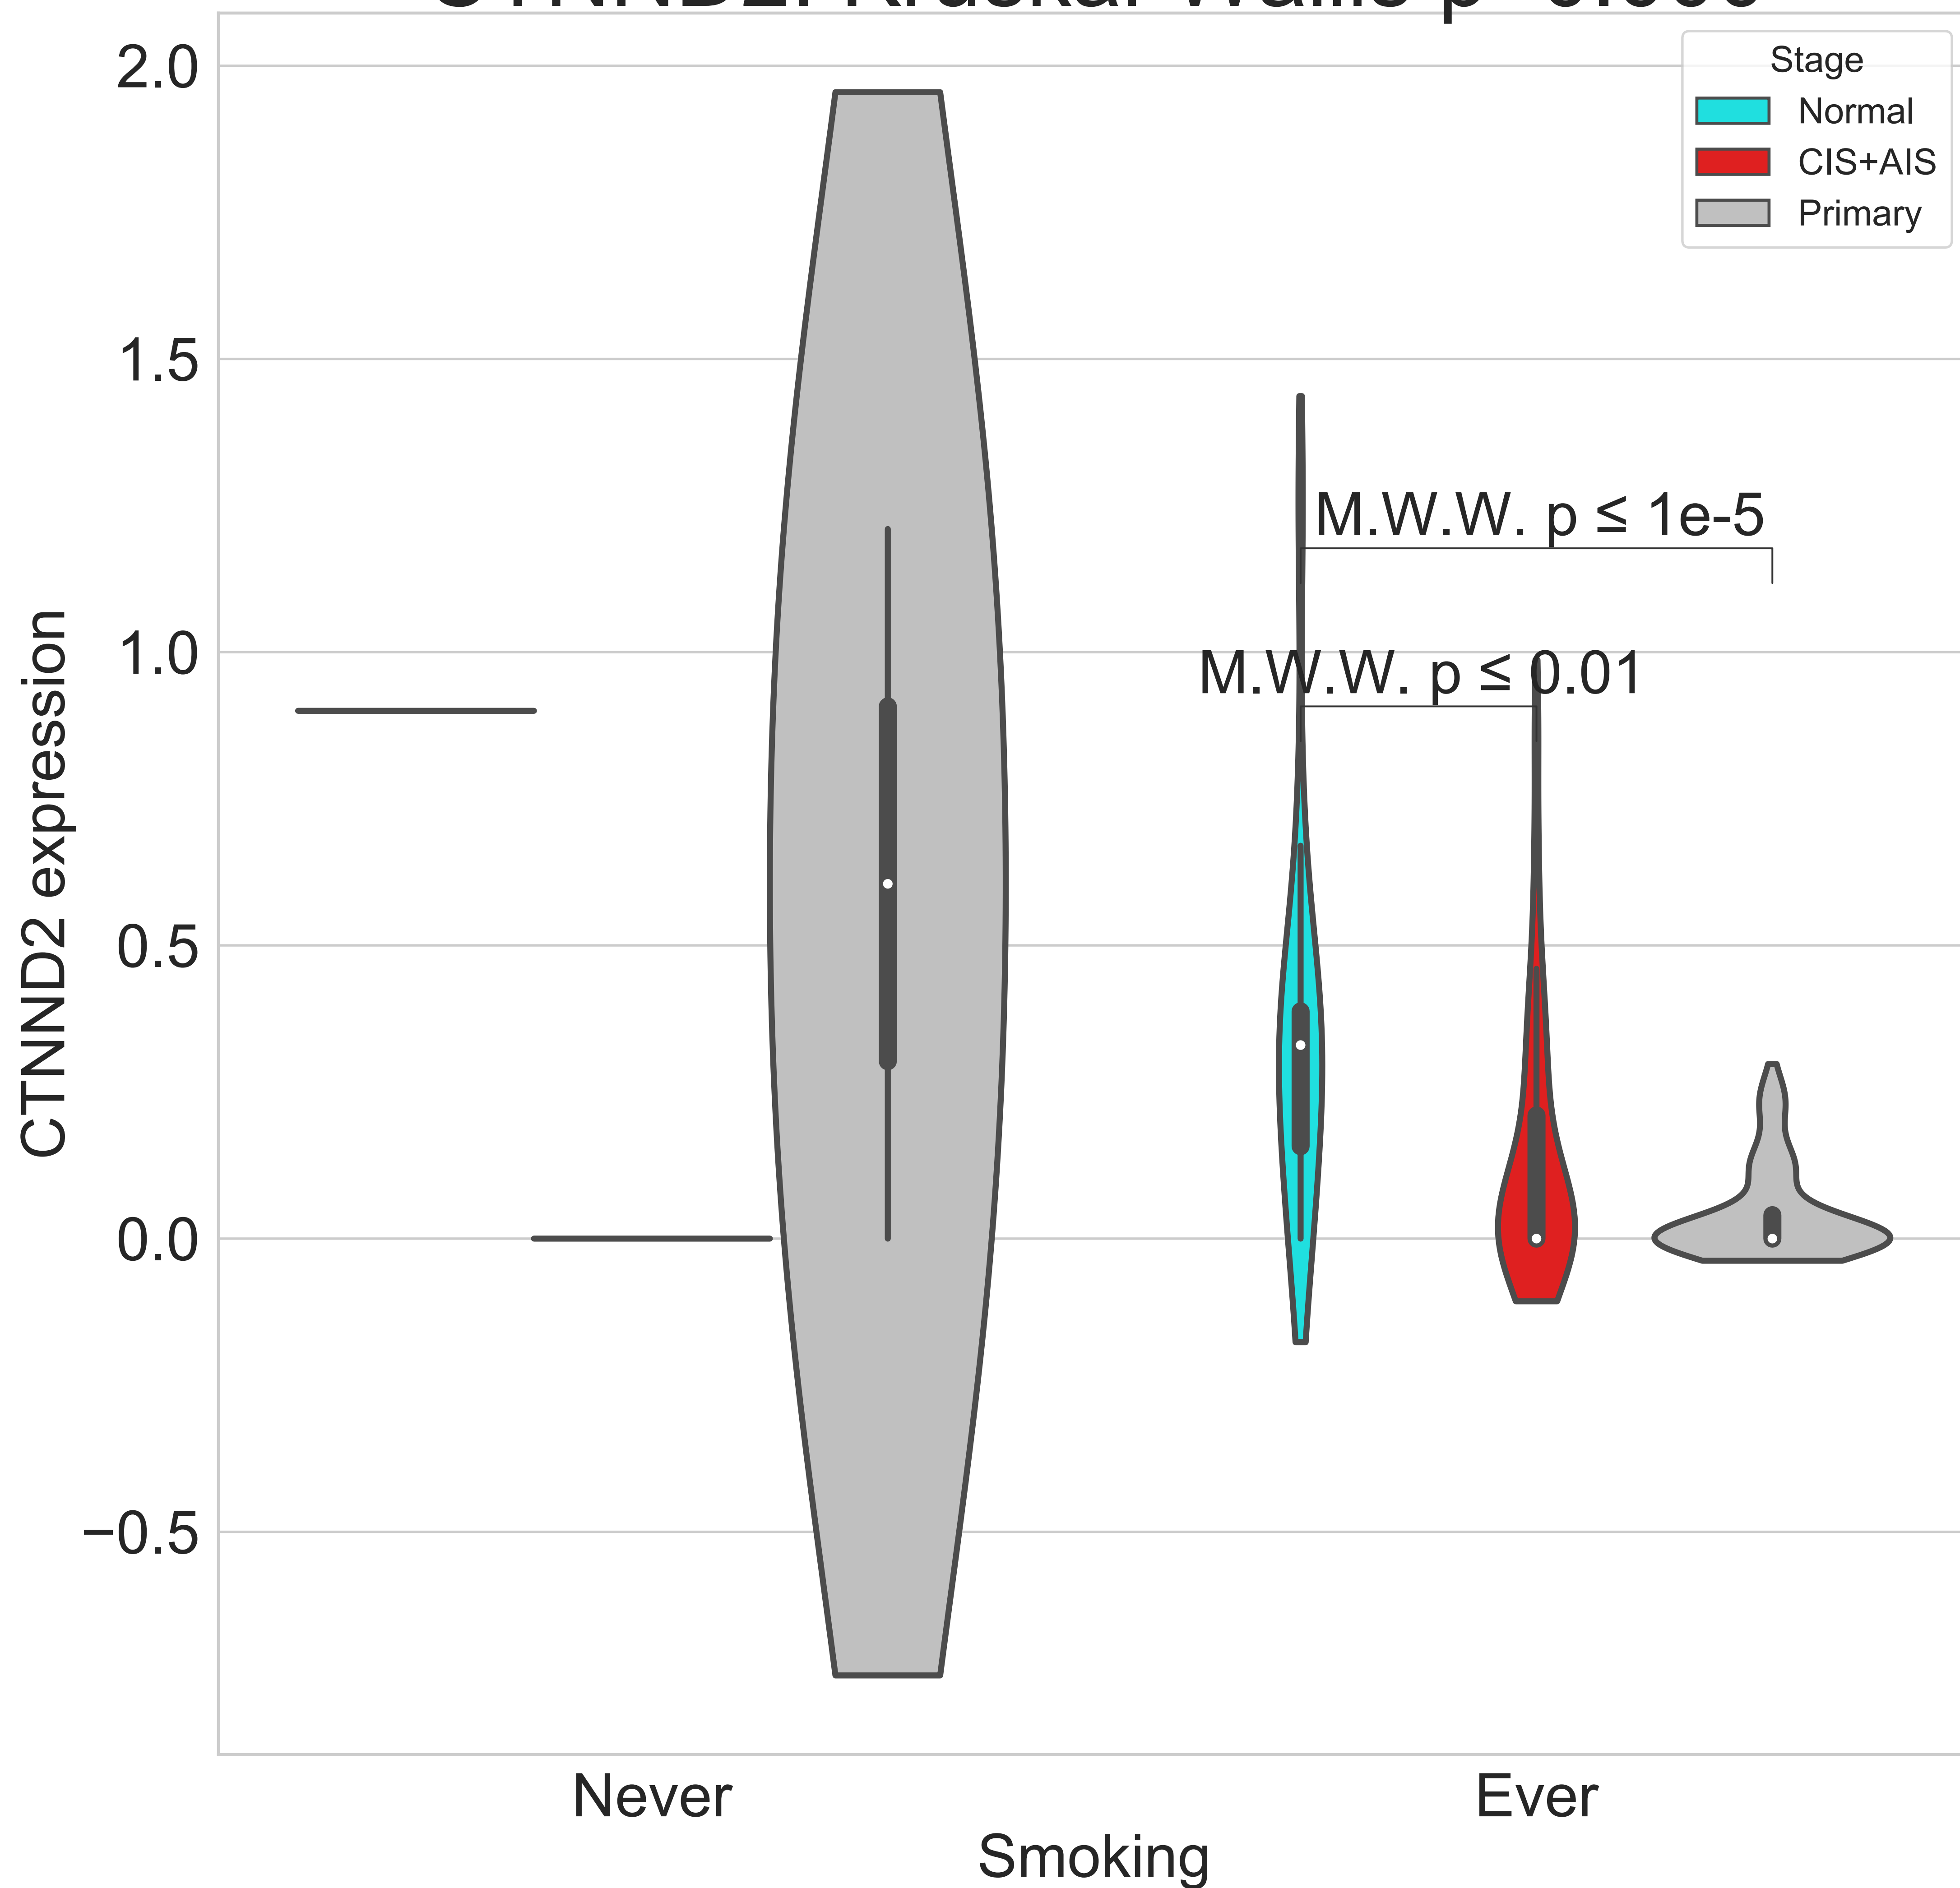 CTNND2
2.0
Stage
Normal
CIS+AIS
Primary
1.5
M.W.W. p ≤ 1e-5
1.0
M.W.W. p ≤ 0.01
CTNND2 expression
0.5
0.0
−0.5
Never
Ever
Smoking